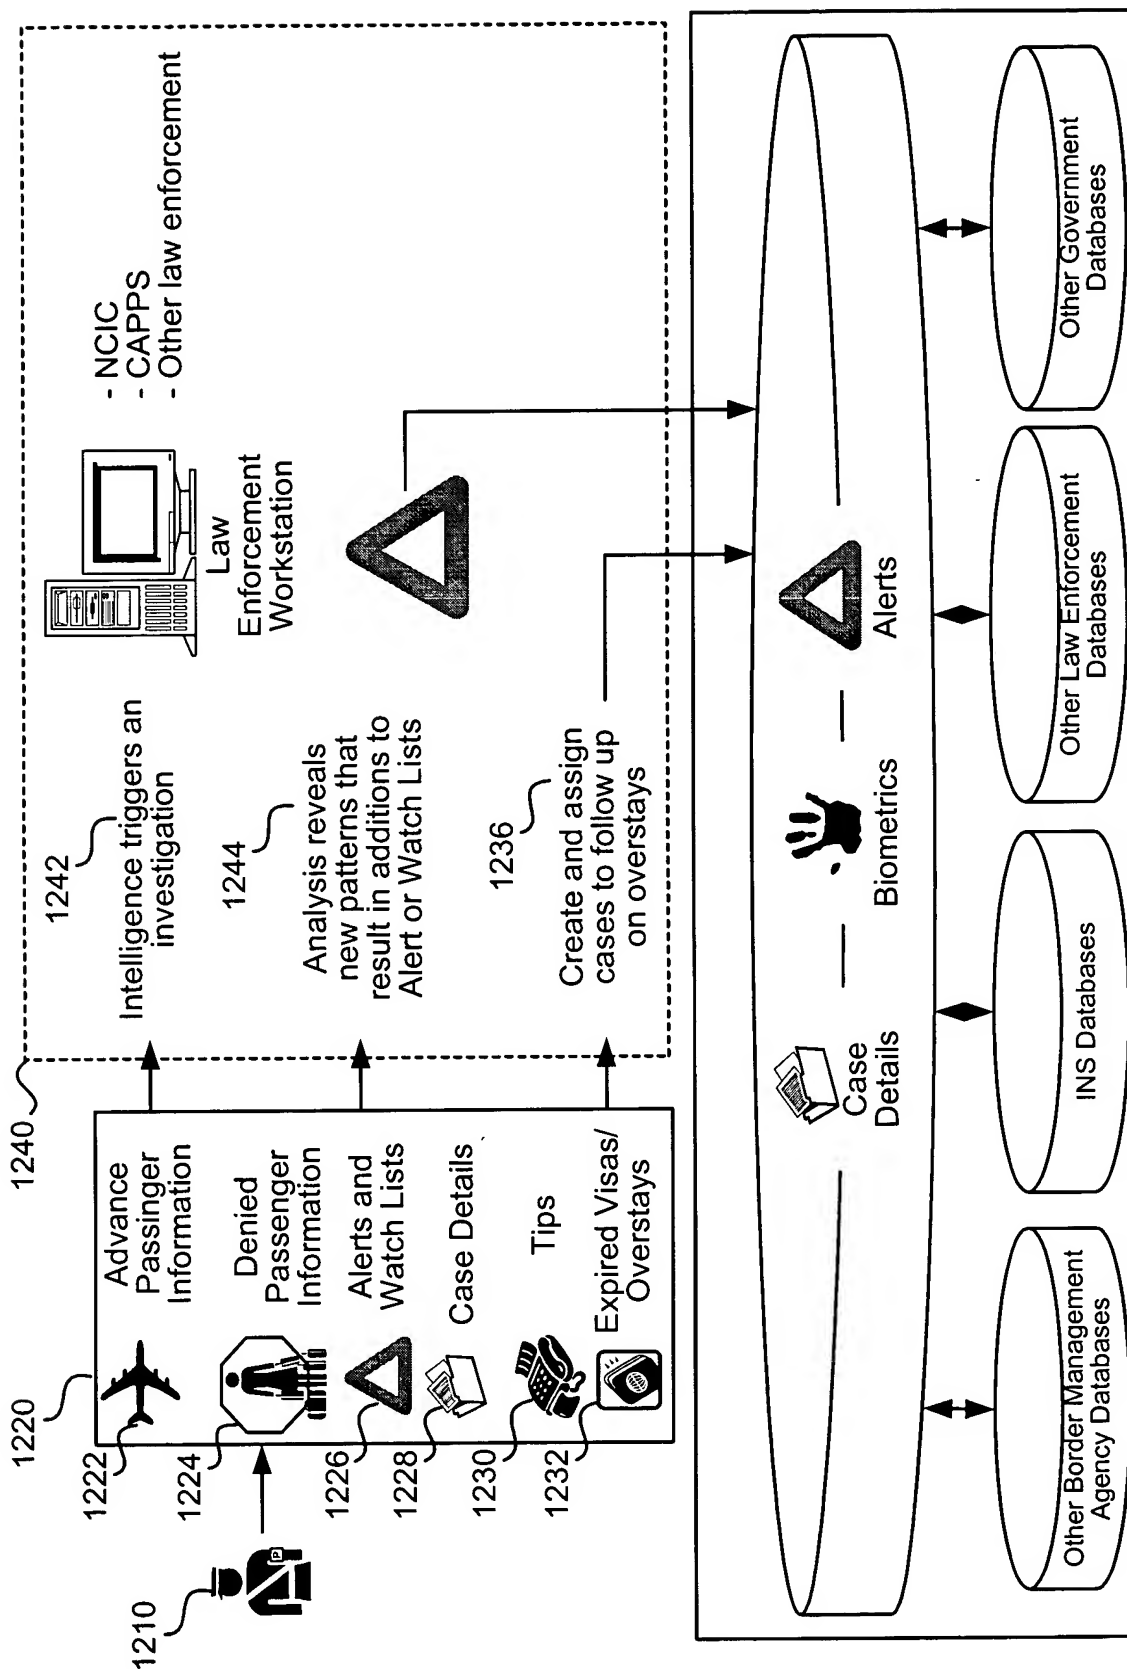 1210
1220
1222
Advance
Passinger
Information
1224
Denied
Passenger
Information
1226
Alerts and
Watch Lists
1228
Case Details
1230
Tips
1232
Expired Visas/
Overstays
1240
1242
Intelligence triggers an
investigation
1244
Analysis reveals
new patterns that
result in additions to
Alert or Watch Lists
1236
Create and assign
cases to follow up
on overstays
Law
Enforcement
Workstation
- NCIC
- CAPPS
- Other law enforcement
Case
Details
Biometrics
Alerts
Other Border Management
Agency Databases
INS Databases
Other Law Enforcement
Databases
Other Government
Databases